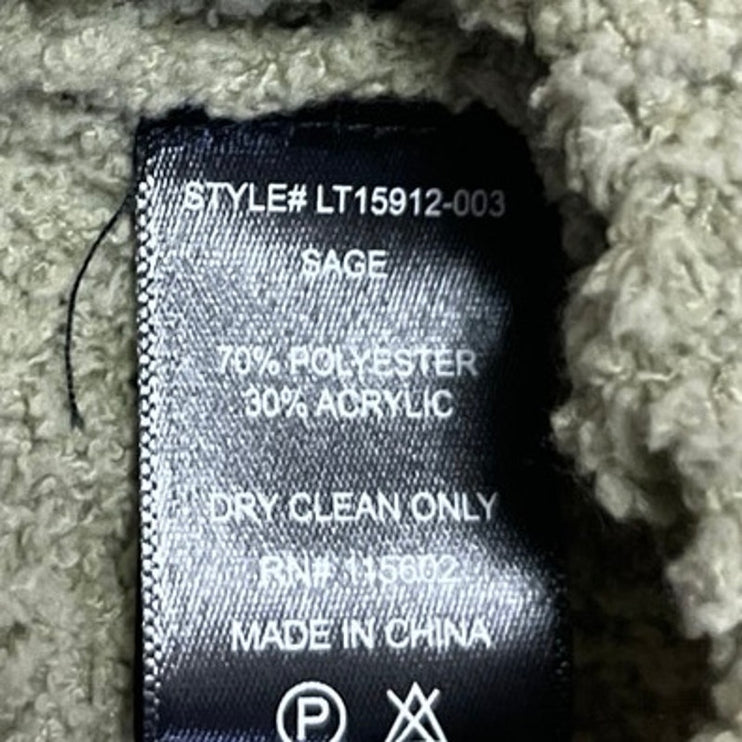 STYLE# LT15912-003
SAGE
70% POLYESTER
30% ACRYLIC
DRY CLEAN ONLY
RN# 115602
MADE IN CHINA
P